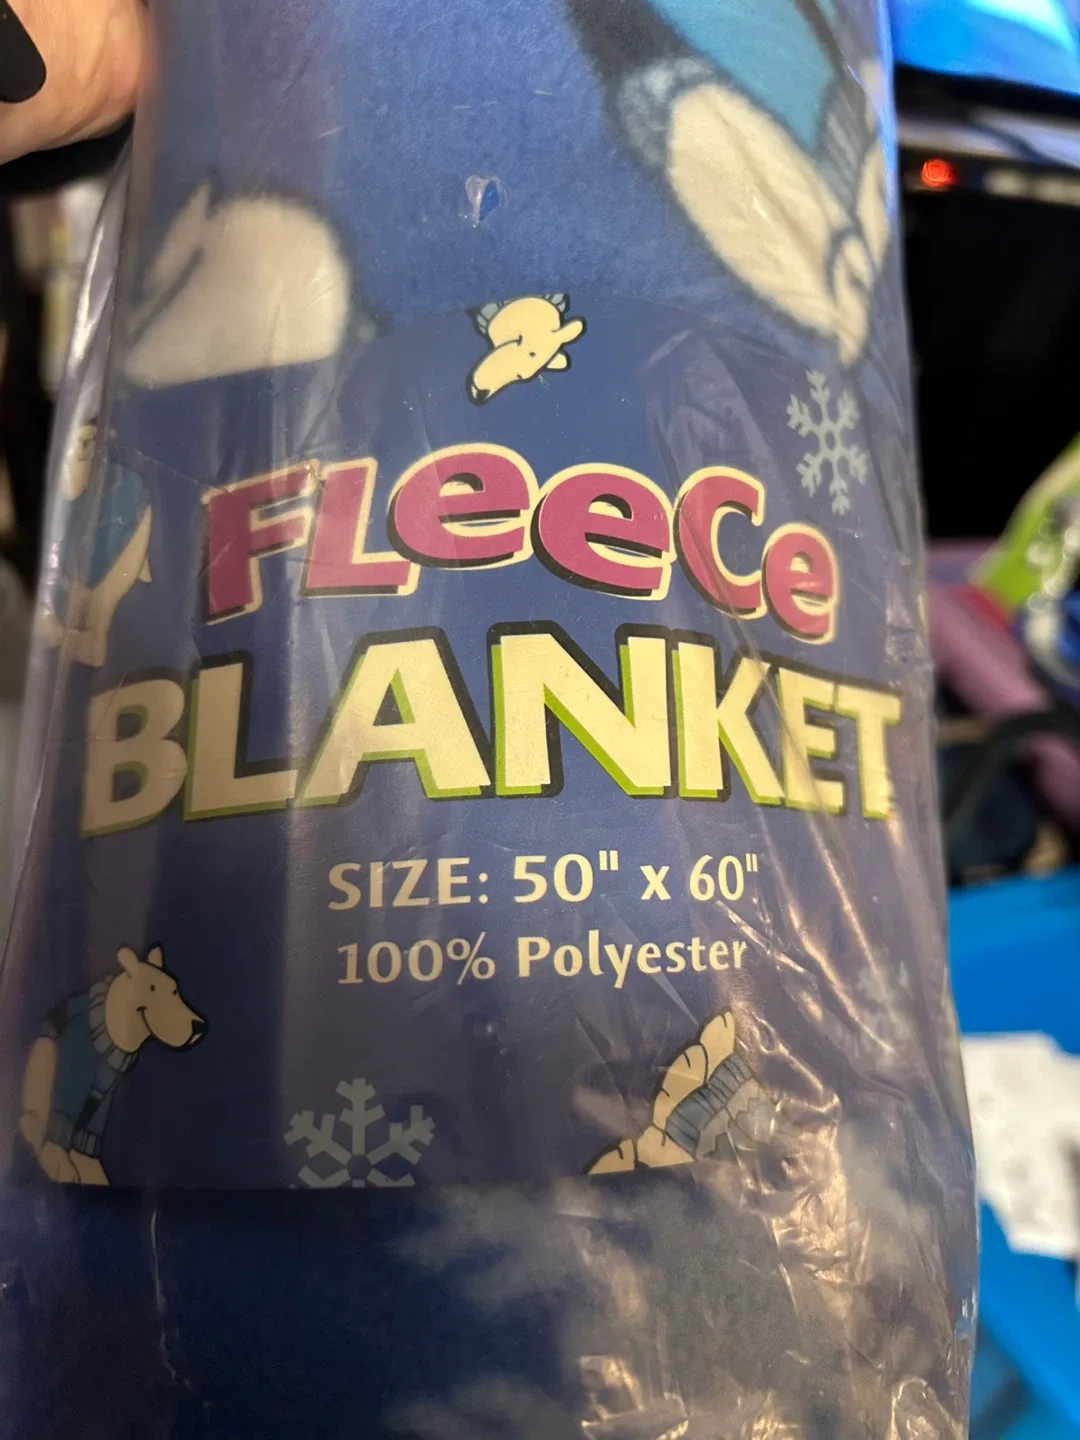 FLeece
BLANKET
SIZE: 50" x 60"
100% Polyester